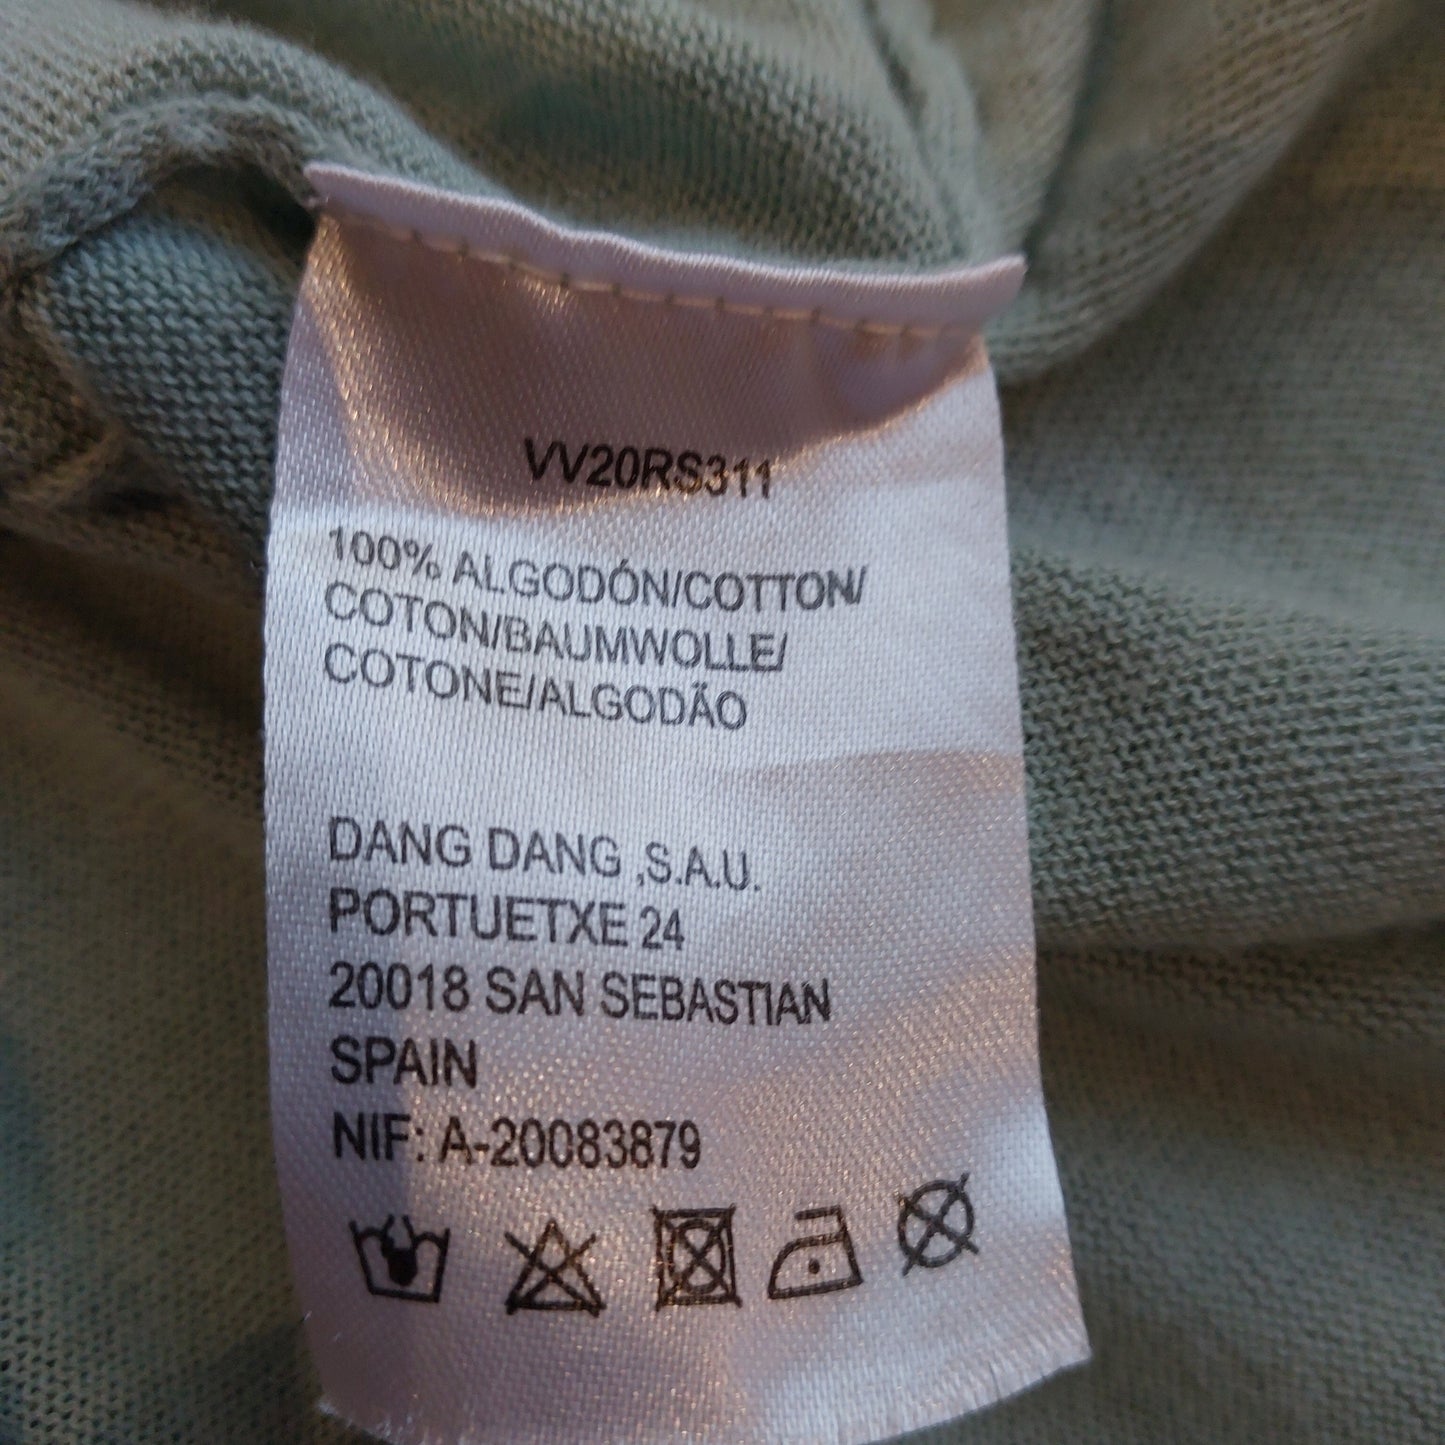 VV20RS311
100% ALGODÓN/COTTON/
COTON/BAUMWOLLE/
COTONE/ALGODÃO
DANG DANG ,S.A.U.
PORTUETXE 24
20018 SAN SEBASTIAN
SPAIN
NIF: A-20083879